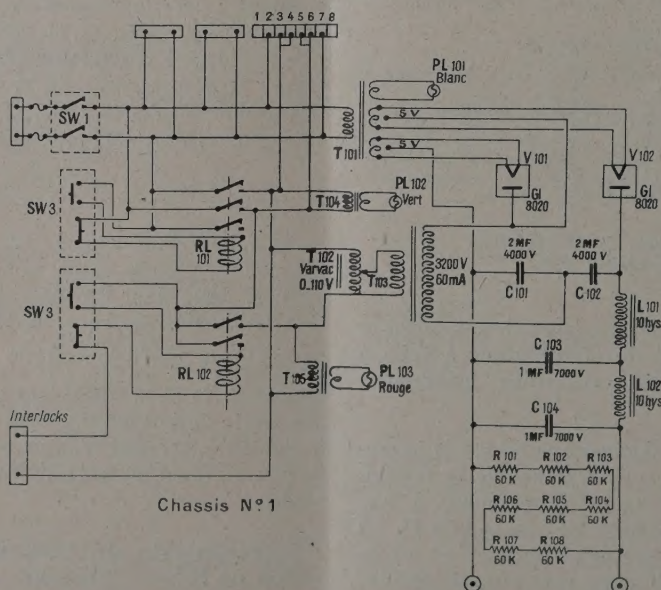 1 2 3 4 5 6 7 8
PL 101
Blanc
SW 1
5 V
5 V
T 101
V 101
V 102
GI
8020
GI
8020
SW 3
T 104
PL 102
Vert
RL
101
T 102
Varvac
0_110 V
T 103
3200 V
60 mA
2 MF
4000 V
C 101
2 MF
4000 V
C 102
L 101
10 hys
SW 3
RL 102
T 105
PL 103
Rouge
C 103
1 MF 7000 V
L 102
10 hys
C 104
1 MF 7000 V
Interlocks
R 101
60 K
R 102
60 K
R 103
60 K
R 106
60 K
R 105
60 K
R 104
60 K
R 107
60 K
R 108
60 K
Chassis Nº 1